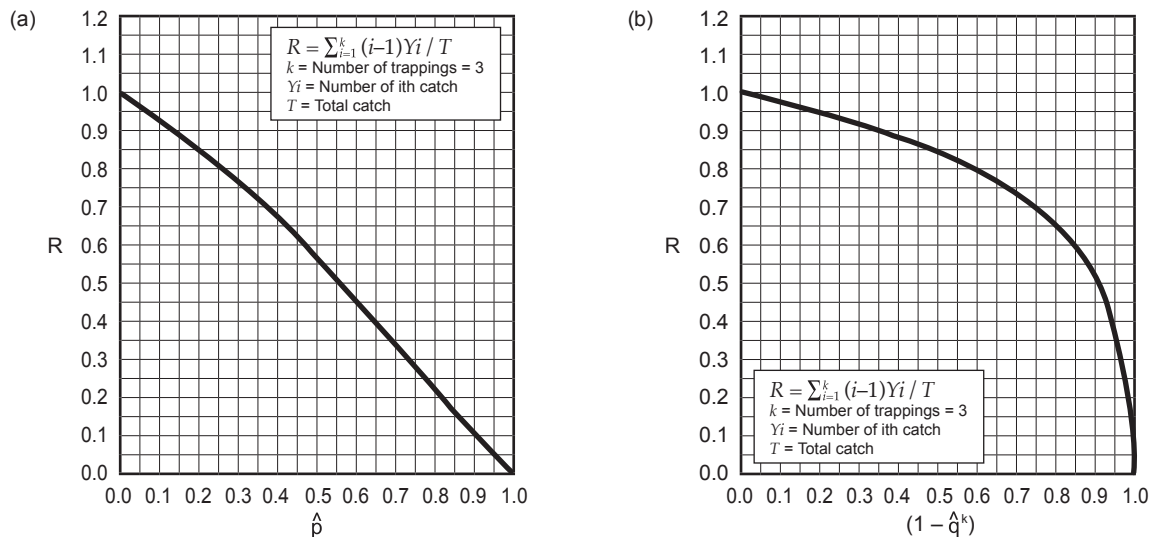 (a)
1.2
1.1
1.0
0.9
0.8
0.7
0.6
0.5
0.4
0.3
0.2
0.1
0.0
R
R = ∑ᵏᵢ₌₁ (i–1)Yi / T
k = Number of trappings = 3
Yi = Number of ith catch
T = Total catch
0.0 0.1 0.2 0.3 0.4 0.5 0.6 0.7 0.8 0.9 1.0
p̂
(b)
1.2
1.1
1.0
0.9
0.8
0.7
0.6
0.5
0.4
0.3
0.2
0.1
0.0
R
R = ∑ᵏᵢ₌₁ (i–1)Yi / T
k = Number of trappings = 3
Yi = Number of ith catch
T = Total catch
0.0 0.1 0.2 0.3 0.4 0.5 0.6 0.7 0.8 0.9 1.0
(1 – q̂ᵏ)